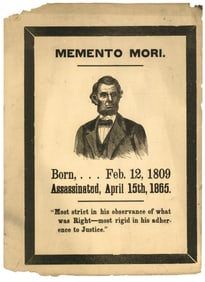 MEMENTO MORI.
Born, . . . Feb. 12, 1809
Assassinated, April 15th, 1865.
"Most strict in his observance of what
was Right—most rigid in his adher-
ence to Justice."